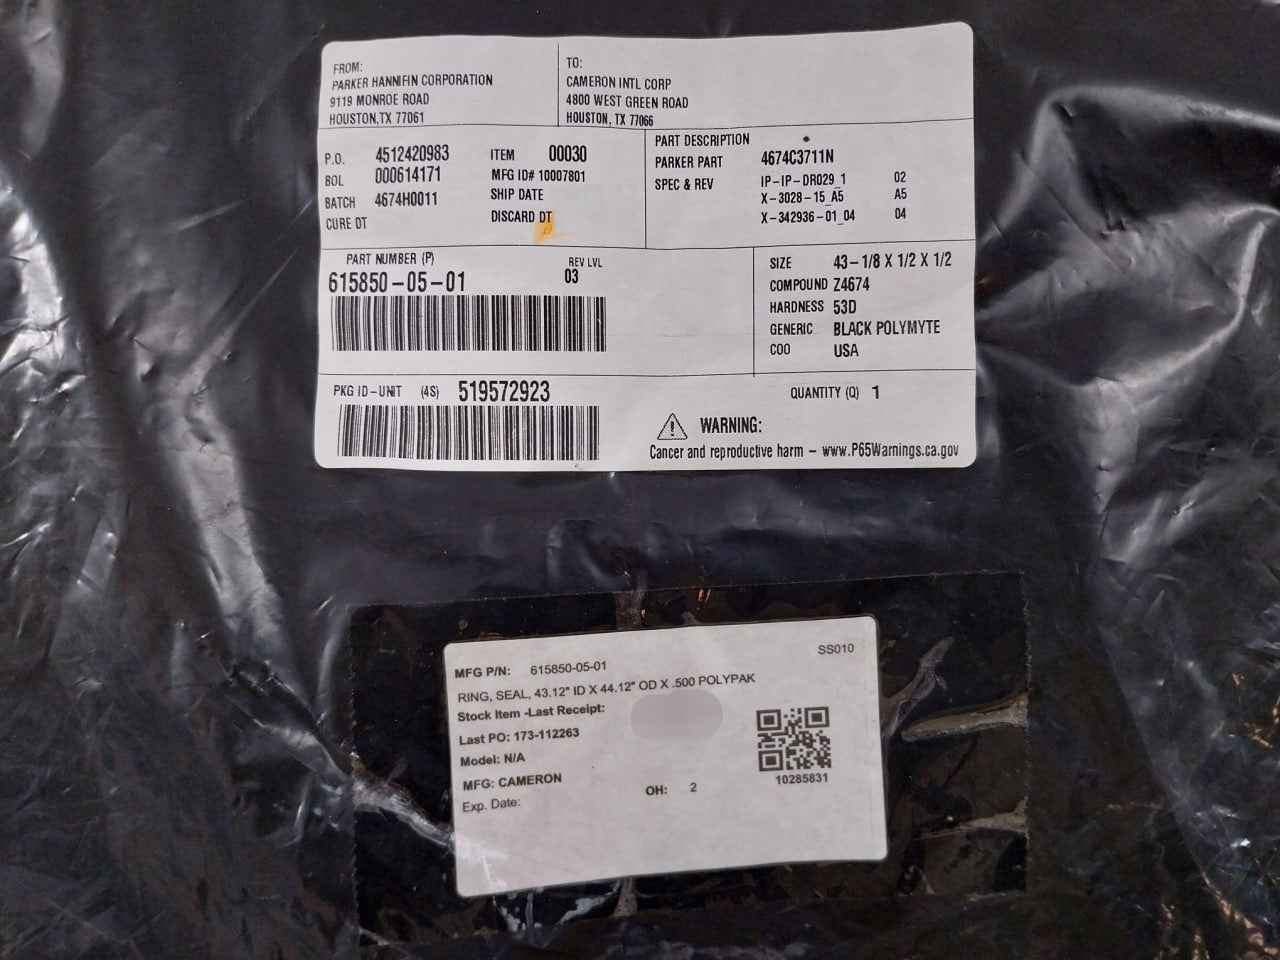 FROM:
PARKER HANNIFIN CORPORATION
9119 MONROE ROAD
HOUSTON,TX 77061
TO:
CAMERON INTL CORP
4800 WEST GREEN ROAD
HOUSTON, TX 77066
P.O. 4512420983
BOL 000614171
BATCH 4674H0011
CURE DT
ITEM 00030
MFG ID# 10007801
SHIP DATE
DISCARD DT
PART DESCRIPTION
PARKER PART 4674C3711N
SPEC & REV IP-IP-DR029_1 02
X-3028-15_A5 A5
X-342936-01_04 04
PART NUMBER (P)
615850-05-01
REV LVL
03
SIZE 43-1/8 X 1/2 X 1/2
COMPOUND Z4674
HARDNESS 53D
GENERIC BLACK POLYMYTE
COO USA
PKG ID-UNIT (4S) 519572923
QUANTITY (Q) 1
WARNING:
Cancer and reproductive harm - www.P65Warnings.ca.gov
SS010
MFG P/N: 615850-05-01
RING, SEAL, 43.12" ID X 44.12" OD X .500 POLYPAK
Stock Item -Last Receipt:
Last PO: 173-112263
Model: N/A
MFG: CAMERON
Exp. Date:
OH: 2
10285831